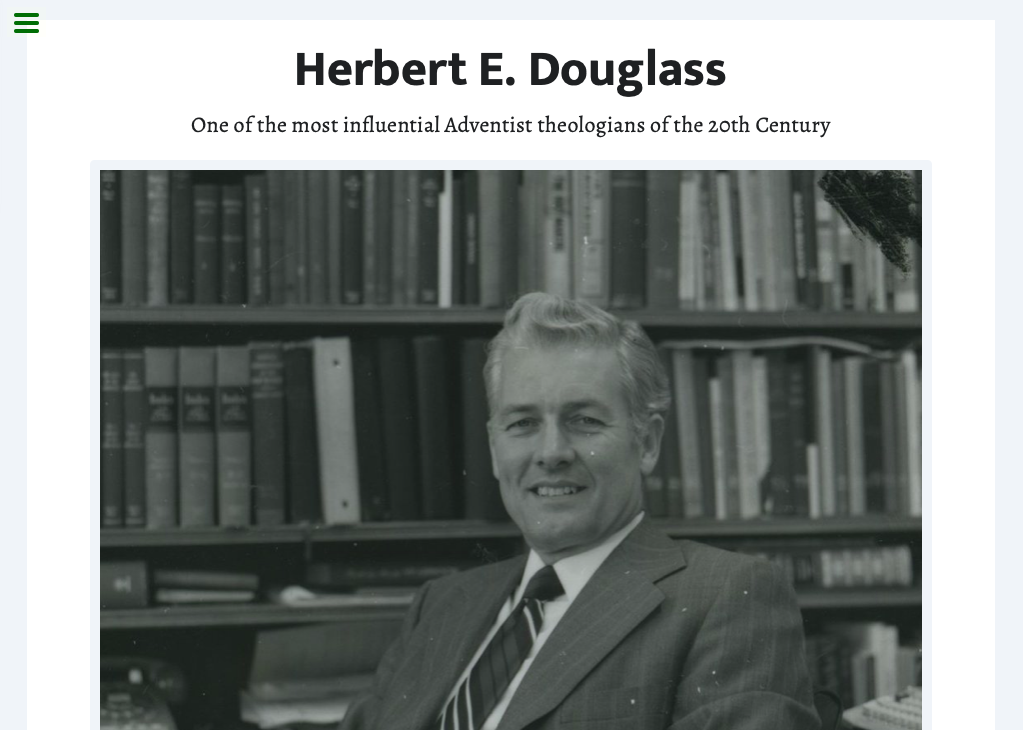 Herbert E. Douglass
One of the most influential Adventist theologians of the 20th Century